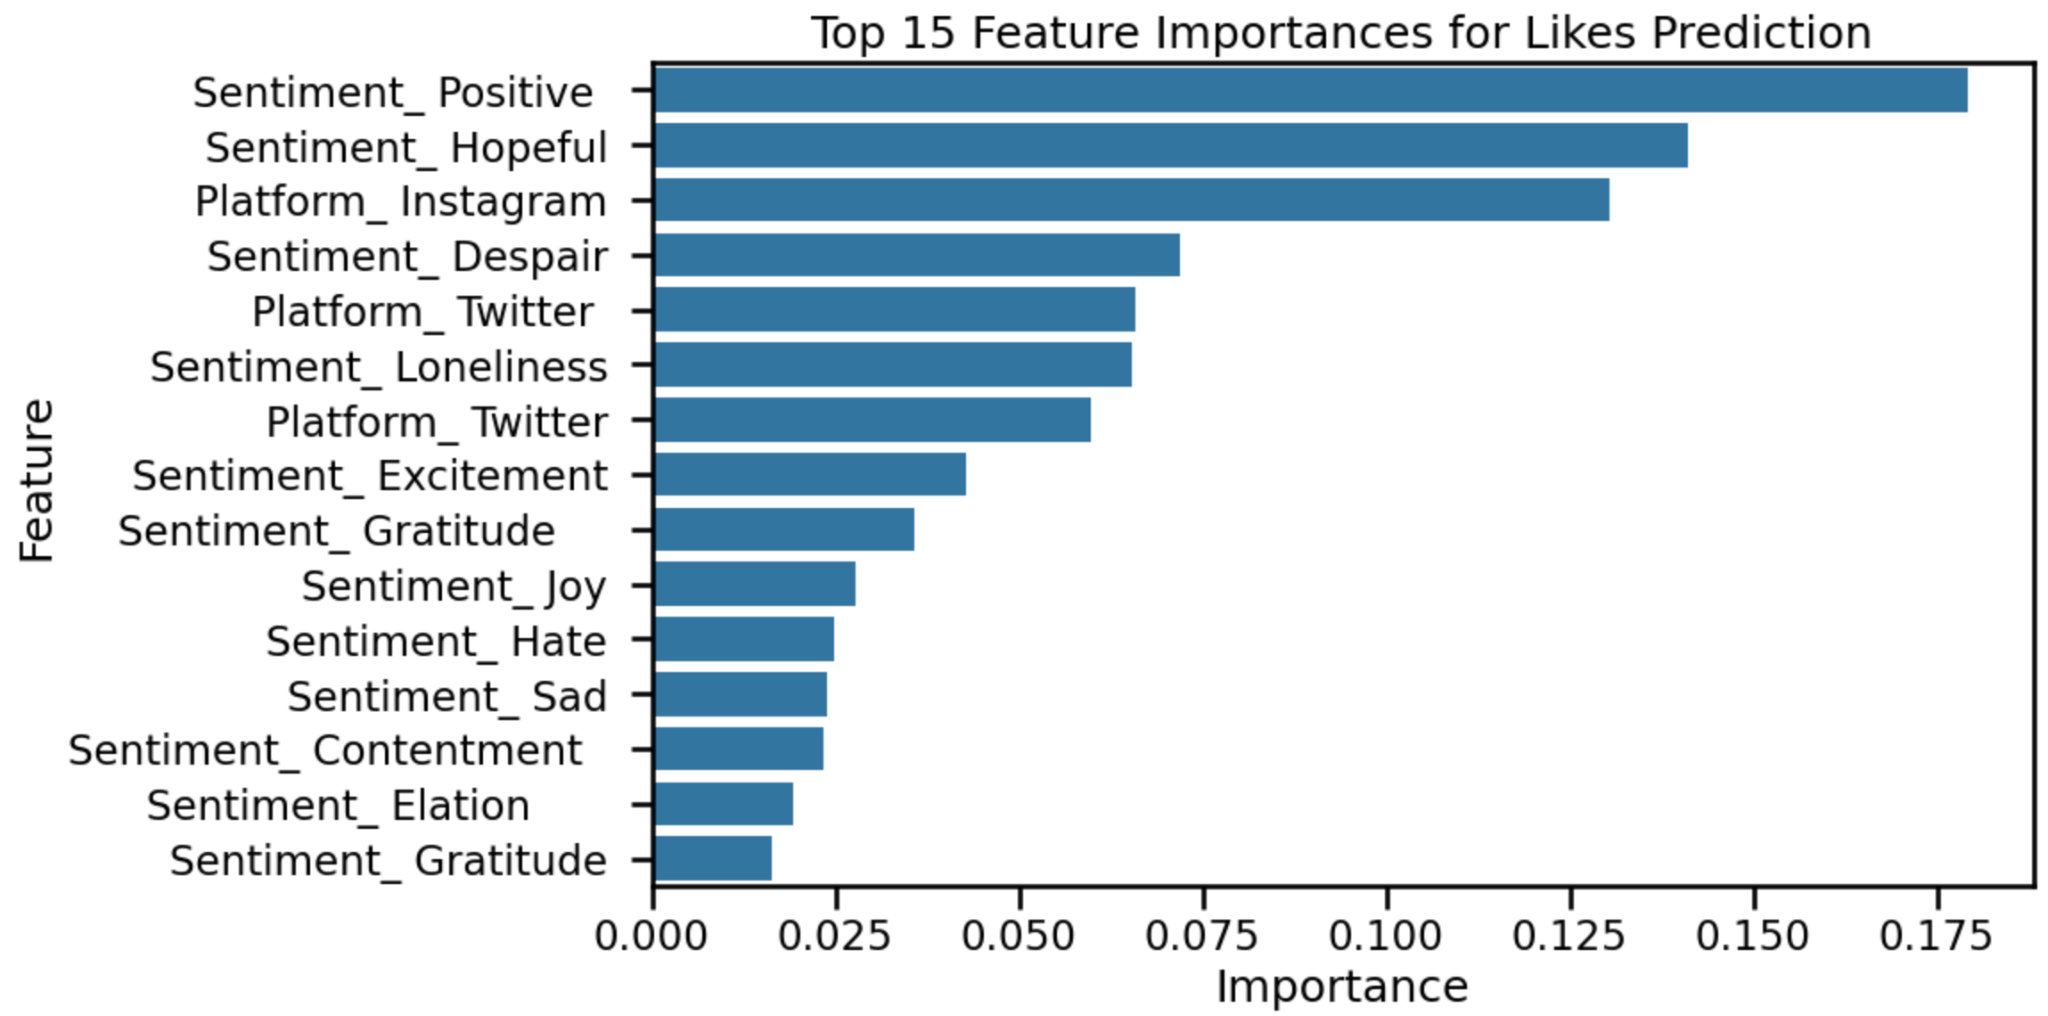 Top 15 Feature Importances for Likes Prediction
Sentiment_ Positive
Sentiment_ Hopeful
Platform_ Instagram
Sentiment_ Despair
Platform_ Twitter
Sentiment_ Loneliness
Platform_ Twitter
Sentiment_ Excitement
Sentiment_ Gratitude
Sentiment_ Joy
Sentiment_ Hate
Sentiment_ Sad
Sentiment_ Contentment
Sentiment_ Elation
Sentiment_ Gratitude
Feature
0.000 0.025 0.050 0.075 0.100 0.125 0.150 0.175
Importance